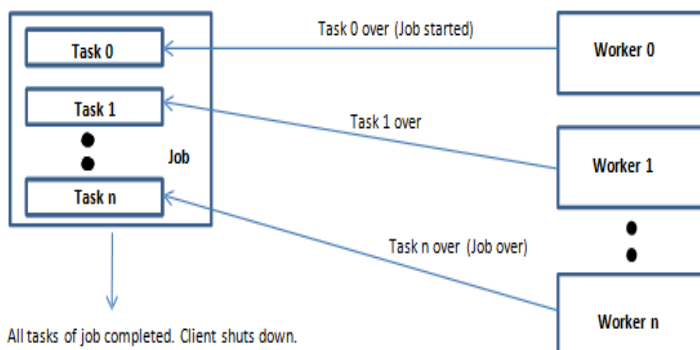 Task 0 over (Job started)
Task 0
Worker 0
Task 1
Task 1 over
Job
Worker 1
Task n
Task n over (Job over)
Worker n
All tasks of job completed. Client shuts down.